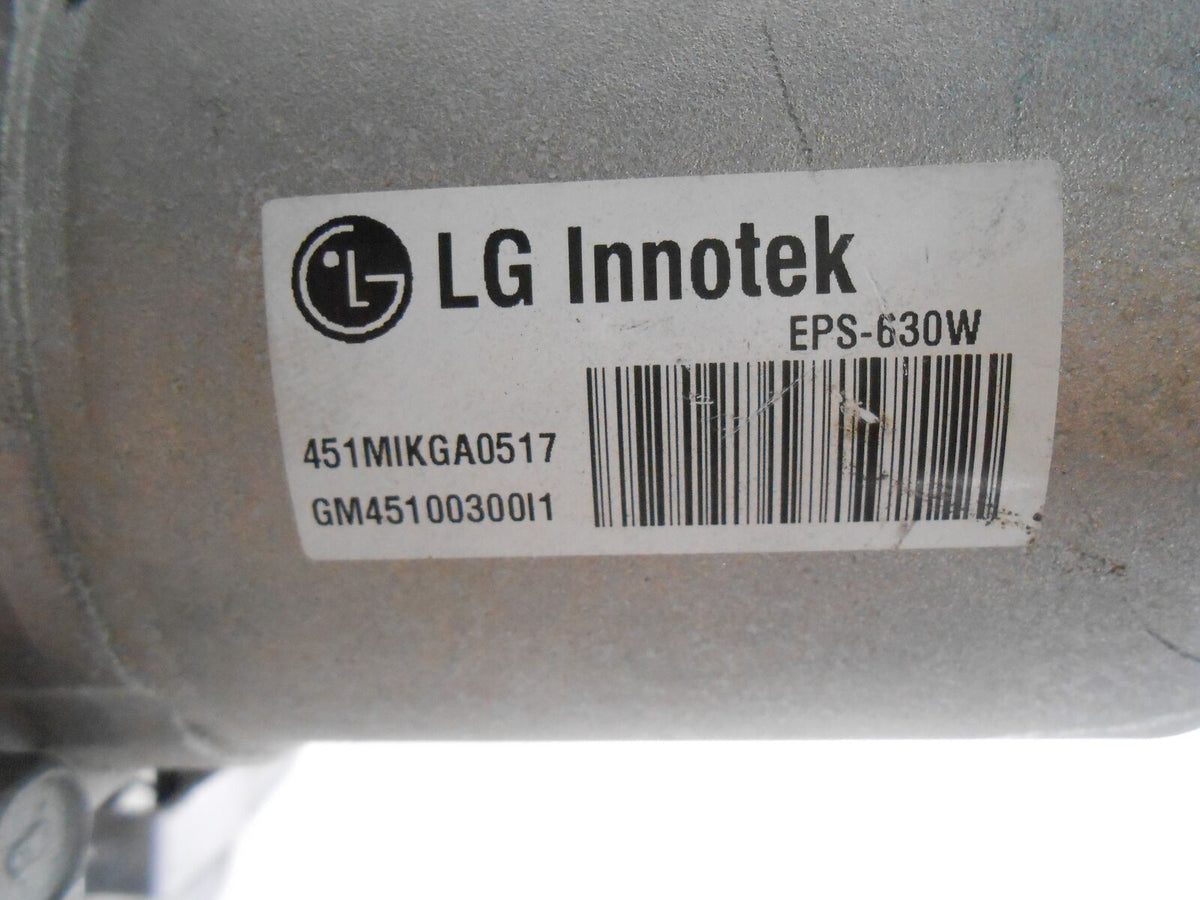 LG Innotek
EPS-630W
451MIKGA0517
GM45100300I1